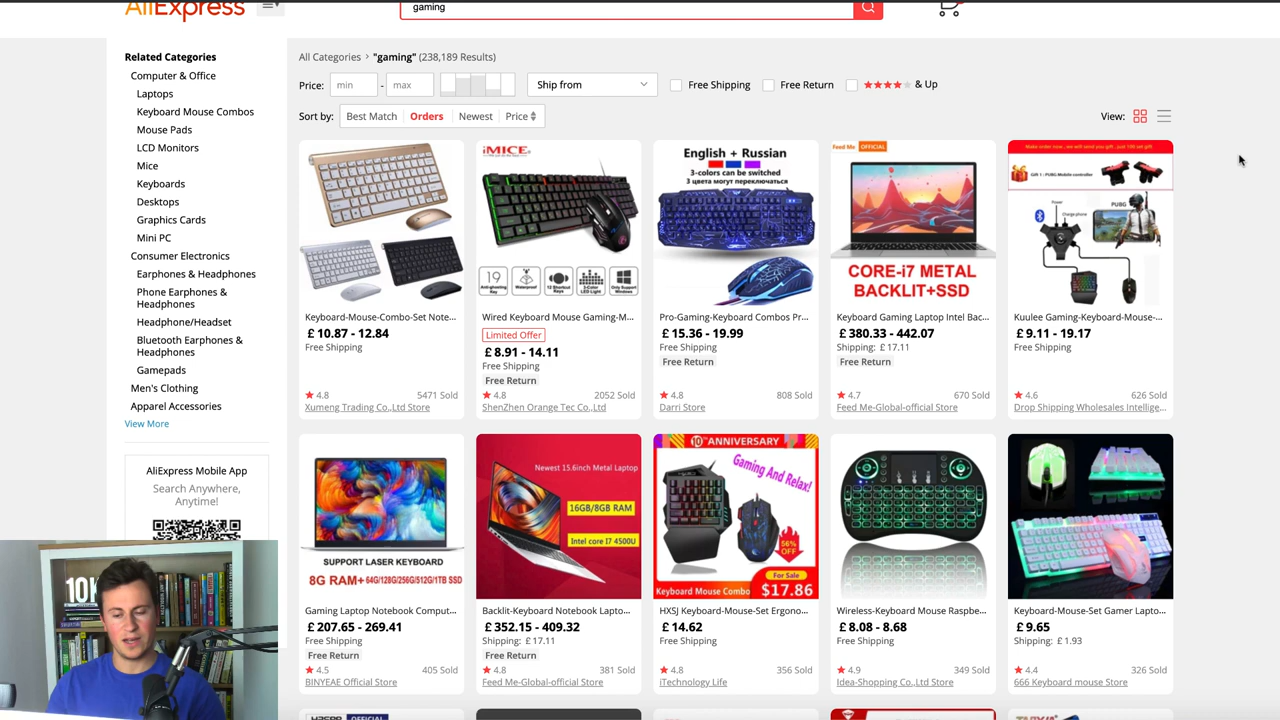 AliExpress
gaming
Related Categories
Computer & Office
Laptops
Keyboard Mouse Combos
Mouse Pads
LCD Monitors
Mice
Keyboards
Desktops
Graphics Cards
Mini PC
Consumer Electronics
Earphones & Headphones
Phone Earphones &
Headphones
Headphone/Headset
Bluetooth Earphones &
Headphones
Gamepads
Men's Clothing
Apparel Accessories
View More
AliExpress Mobile App
Search Anywhere,
Anytime!
10K
All Categories > "gaming" (238,189 Results)
Price: min - max Ship from Free Shipping Free Return & Up
Sort by: Best Match Orders Newest Price View:
Keyboard-Mouse-Combo-Set Note...
£ 10.87 - 12.84
Free Shipping
4.8 5471 Sold
Xumeng Trading Co.,Ltd Store
iMICE
19
Wired Keyboard Mouse Gaming-M...
Limited Offer
£ 8.91 - 14.11
Free Shipping
Free Return
4.8 2052 Sold
ShenZhen Orange Tec Co.,Ltd
English + Russian
3-colors can be switched
3 цвета могут переключаться
Pro-Gaming-Keyboard Combos Pr...
£ 15.36 - 19.99
Free Shipping
Free Return
4.8 808 Sold
Darri Store
Feed Me OFFICIAL
CORE-i7 METAL
BACKLIT+SSD
Keyboard Gaming Laptop Intel Bac...
£ 380.33 - 442.07
Shipping: £ 17.11
Free Return
4.7 670 Sold
Feed Me-Global-official Store
Gift 1 : PUBG Mobile controller
Power
Charge phone
PUBG
Kuulee Gaming-Keyboard-Mouse-...
£ 9.11 - 19.17
Free Shipping
4.6 626 Sold
Drop Shipping Wholesales Intellige...
SUPPORT LASER KEYBOARD
8G RAM+ 64G/128G/256G/512G/1TB SSD
Gaming Laptop Notebook Comput...
£ 207.65 - 269.41
Free Shipping
Free Return
4.5 405 Sold
BINYEAE Official Store
Newest 15.6inch Metal Laptop
16GB/8GB RAM
Intel core I7 4500U
Backlit-Keyboard Notebook Lapto...
£ 352.15 - 409.32
Shipping: £ 17.11
Free Return
4.8 381 Sold
Feed Me-Global-official Store
10TH ANNIVERSARY
Gaming And Relax!
56%
OFF
For Sale
Keyboard Mouse Combo $17.86
HXSJ Keyboard-Mouse-Set Ergono...
£ 14.62
Free Shipping
4.8 356 Sold
iTechnology Life
Wireless-Keyboard Mouse Raspbe...
£ 8.08 - 8.68
Free Shipping
4.9 349 Sold
Idea-Shopping Co,.Ltd Store
Keyboard-Mouse-Set Gamer Lapto...
£ 9.65
Shipping: £ 1.93
4.4 326 Sold
666 Keyboard mouse Store
OFFICIAL